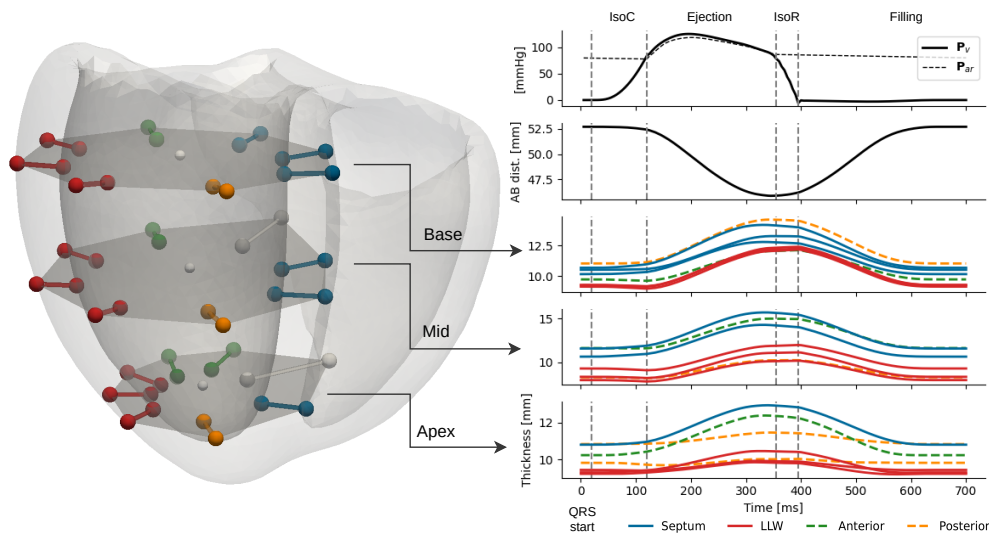 IsoC Ejection IsoR Filling
[mmHg]
100
50
0
P_v
P_ar
AB dist. [mm]
52.5
50.0
47.5
Base
12.5
10.0
Mid
15
10
Apex
Thickness [mm]
12
10
0 100 200 300 400 500 600 700
Time [ms]
QRS
start
Septum LLW Anterior Posterior